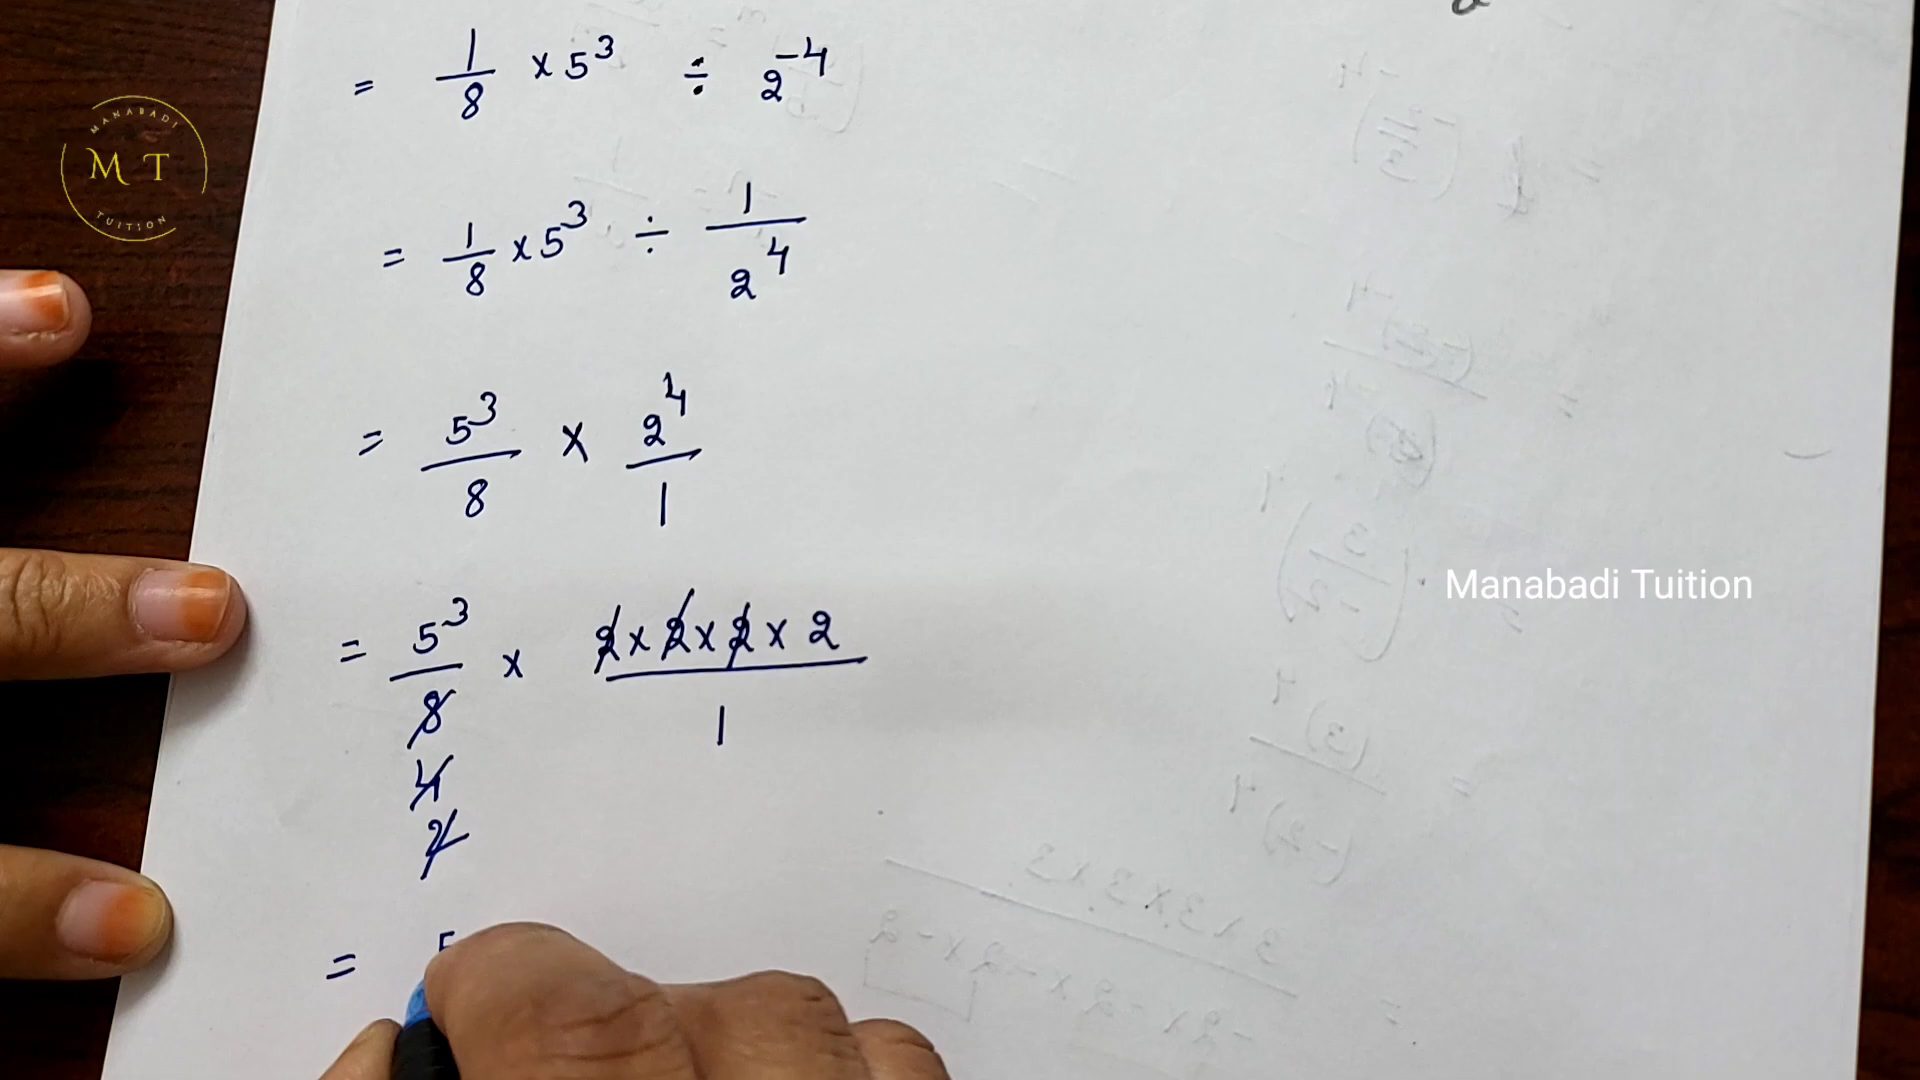 = 1/8 × 5³ ÷ 2⁻⁴
MANABADI
M T
TUITION
= 1/8 × 5³ ÷ 1/2⁴
= 5³/8 × 2⁴/1
Manabadi Tuition
= 5³/8 × 2×2×2×2/1
4
2
= 5